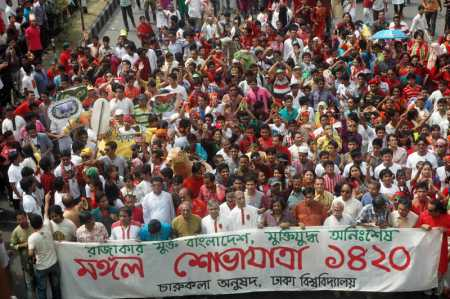 রাজাকার মুক্ত বাংলাদেশ, মুক্তিযুদ্ধ অনিঃশেষ
মঙ্গল শোভাযাত্রা ১৪২০
চারুকলা অনুষদ, ঢাকা বিশ্ববিদ্যালয়